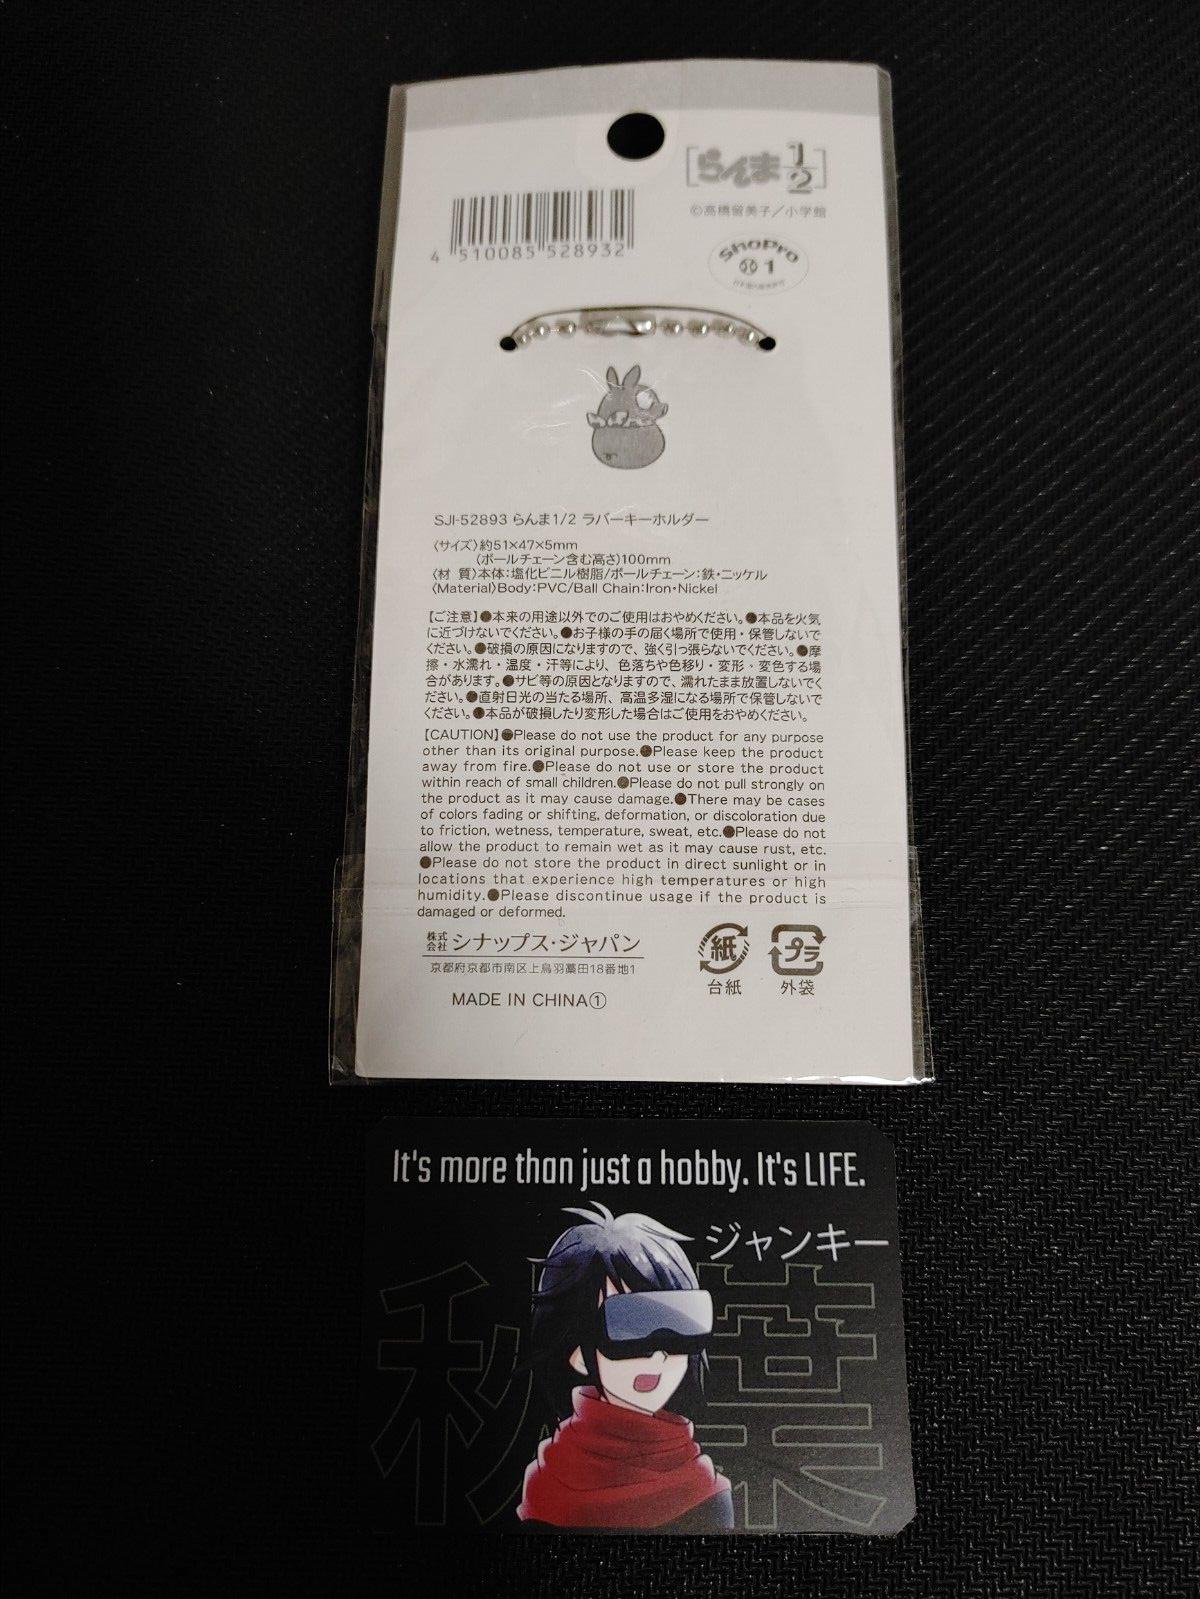 [らんま1/2]
©高橋留美子/小学館
4 510085 528932
ShoPro
1
SJI-52893 らんま1/2 ラバーキーホルダー
〈サイズ〉約51×47×5mm
(ボールチェーン含む高さ)100mm
〈材 質〉本体:塩化ビニル樹脂/ボールチェーン:鉄・ニッケル
〈Material〉Body:PVC/Ball Chain:Iron・Nickel
【ご注意】●本来の用途以外でのご使用はおやめください。●本品を火気
に近づけないでください。●お子様の手の届く場所で使用・保管しないで
ください。●破損の原因になりますので、強く引っ張らないでください。●摩
擦・水濡れ・温度・汗等により、色落ちや色移り・変形・変色する場
合があります。●サビ等の原因となりますので、濡れたまま放置しないでく
ださい。●直射日光の当たる場所、高温多湿になる場所で保管しないで
ください。●本品が破損したり変形した場合はご使用をおやめください。
【CAUTION】●Please do not use the product for any purpose
other than its original purpose.●Please keep the product
away from fire.●Please do not use or store the product
within reach of small children.●Please do not pull strongly on
the product as it may cause damage.●There may be cases
of colors fading or shifting, deformation, or discoloration due
to friction, wetness, temperature, sweat, etc.●Please do not
allow the product to remain wet as it may cause rust, etc.
●Please do not store the product in direct sunlight or in
locations that experience high temperatures or high
humidity.●Please discontinue usage if the product is
damaged or deformed.
株式会社 シナップス・ジャパン
京都府京都市南区上鳥羽藁田18番地1
MADE IN CHINA①
紙
台紙
プラ
外袋
It's more than just a hobby. It's LIFE.
ジャンキー
秋葉